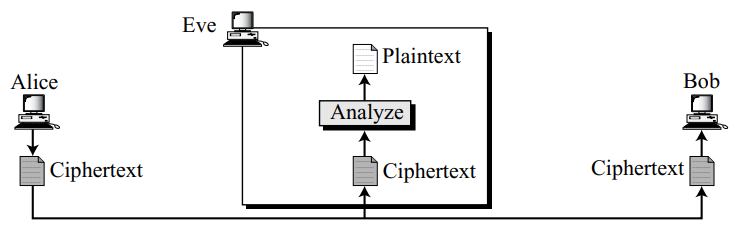 Eve
Plaintext
Alice
Bob
Analyze
Ciphertext
Ciphertext
Ciphertext